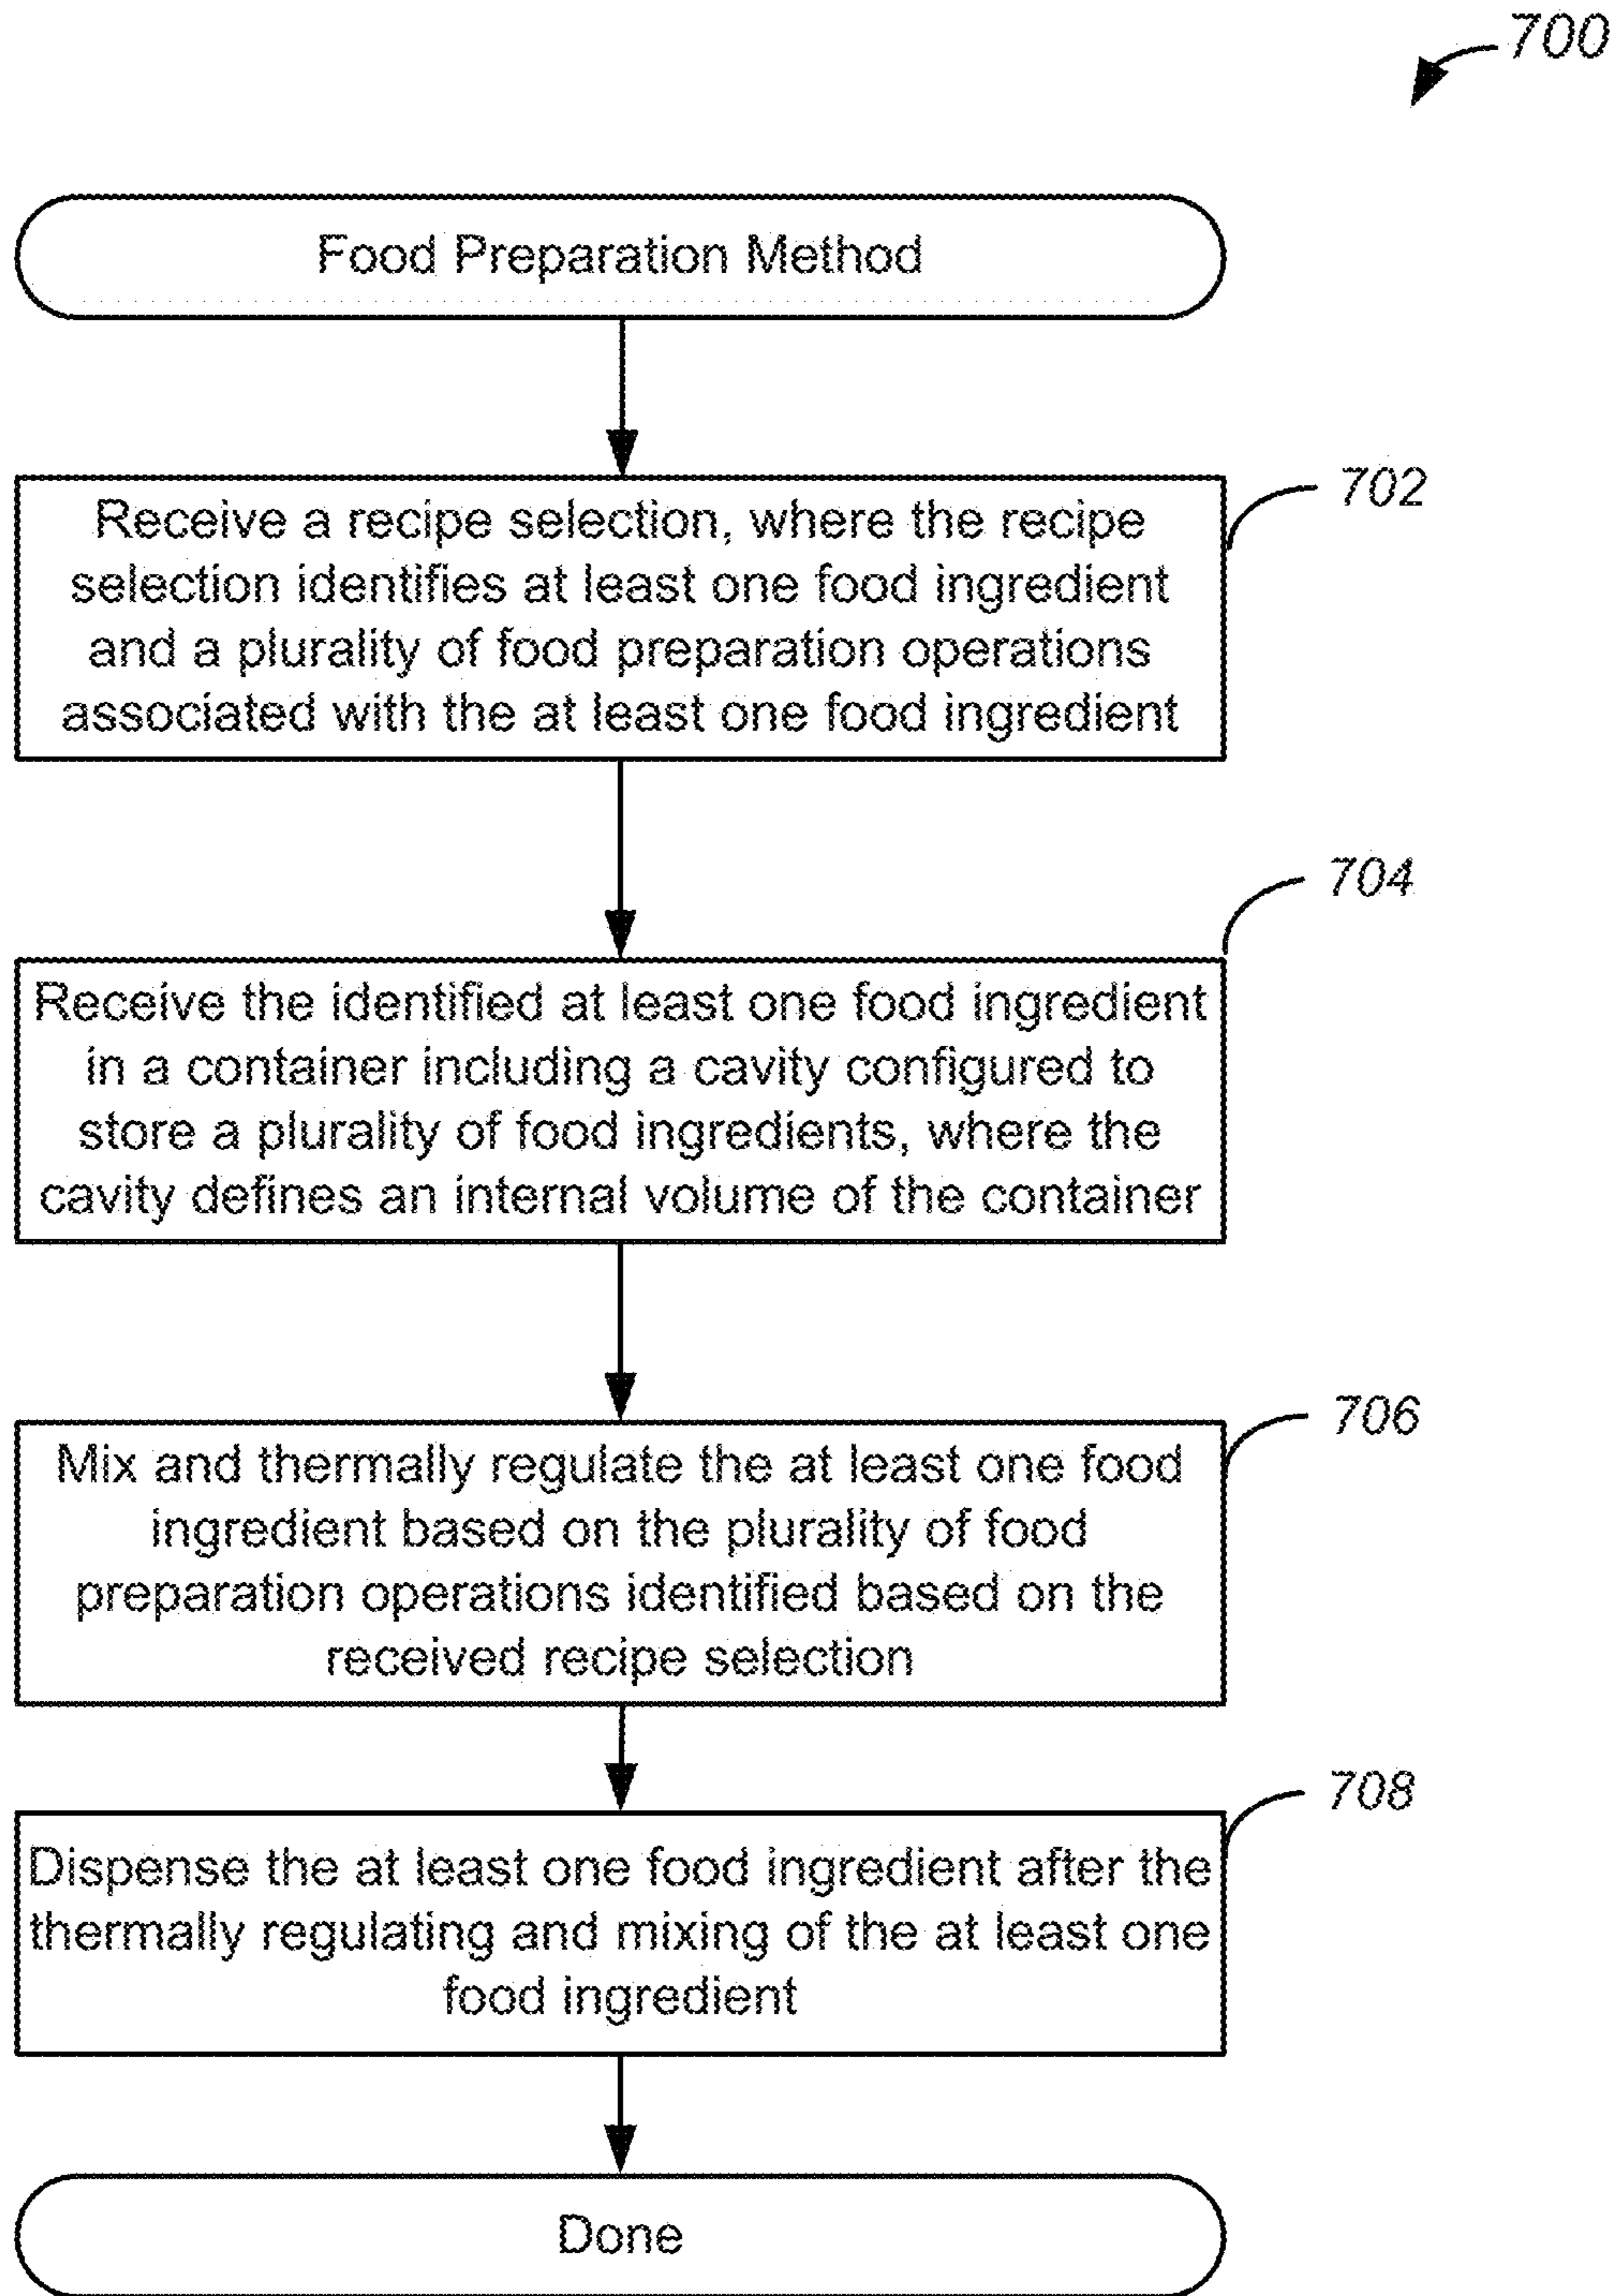 700
Food Preparation Method
702
Receive a recipe selection, where the recipe
selection identifies at least one food ingredient
and a plurality of food preparation operations
associated with the at least one food ingredient
704
Receive the identified at least one food ingredient
in a container including a cavity configured to
store a plurality of food ingredients, where the
cavity defines an internal volume of the container
706
Mix and thermally regulate the at least one food
ingredient based on the plurality of food
preparation operations identified based on the
received recipe selection
708
Dispense the at least one food ingredient after the
thermally regulating and mixing of the at least one
food ingredient
Done